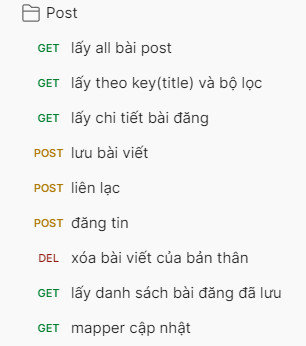 Post
GET lấy all bài post
GET lấy theo key(title) và bộ lọc
GET lấy chi tiết bài đăng
POST lưu bài viết
POST liên lạc
POST đăng tin
DEL xóa bài viết của bản thân
GET lấy danh sách bài đăng đã lưu
GET mapper cập nhật